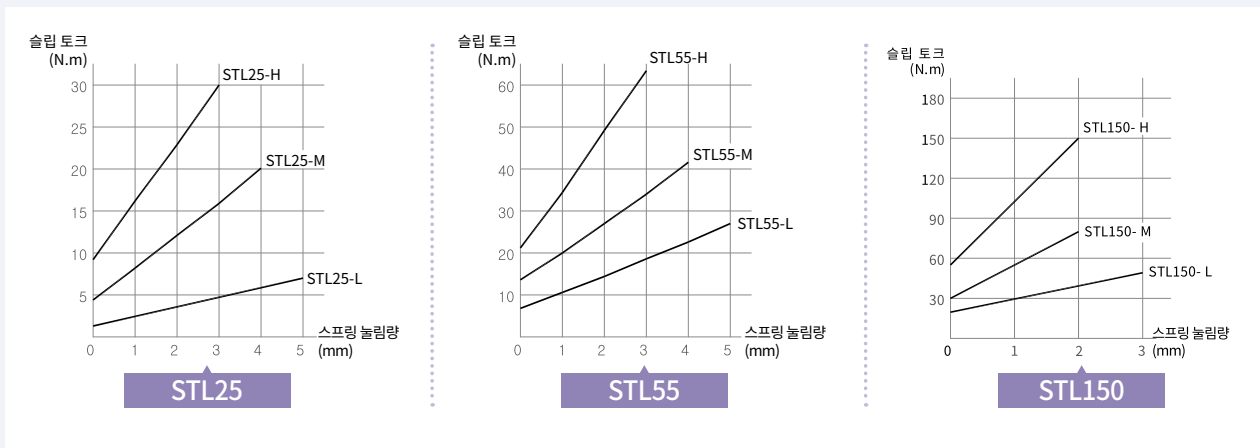 슬립 토크
(N.m)
30
25
20
15
10
5
0 1 2 3 4 5
STL25-H
STL25-M
STL25-L
스프링 눌림량
(mm)
STL25
슬립 토크
(N.m)
60
50
40
30
20
10
0 1 2 3 4 5
STL55-H
STL55-M
STL55-L
스프링 눌림량
(mm)
STL55
슬립 토크
(N.m)
180
150
120
90
60
30
0 1 2 3
STL150- H
STL150- M
STL150- L
스프링 눌림량
(mm)
STL150